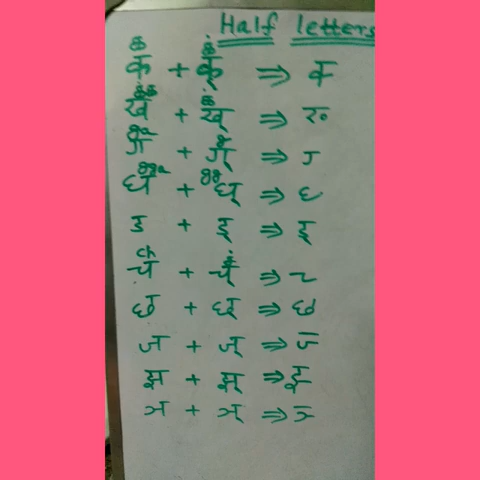 Half letters
क + क् ⇒ क्‍
ख + ख् ⇒ ख्‍
ग + ग् ⇒ ग्‍
घ + घ् ⇒ घ्‍
ङ + ङ् ⇒ ङ्
च + च् ⇒ च्‍
छ + छ् ⇒ छ्
ज + ज् ⇒ ज्‍
झ + झ् ⇒ झ्‍
ञ + ञ् ⇒ ञ्‍